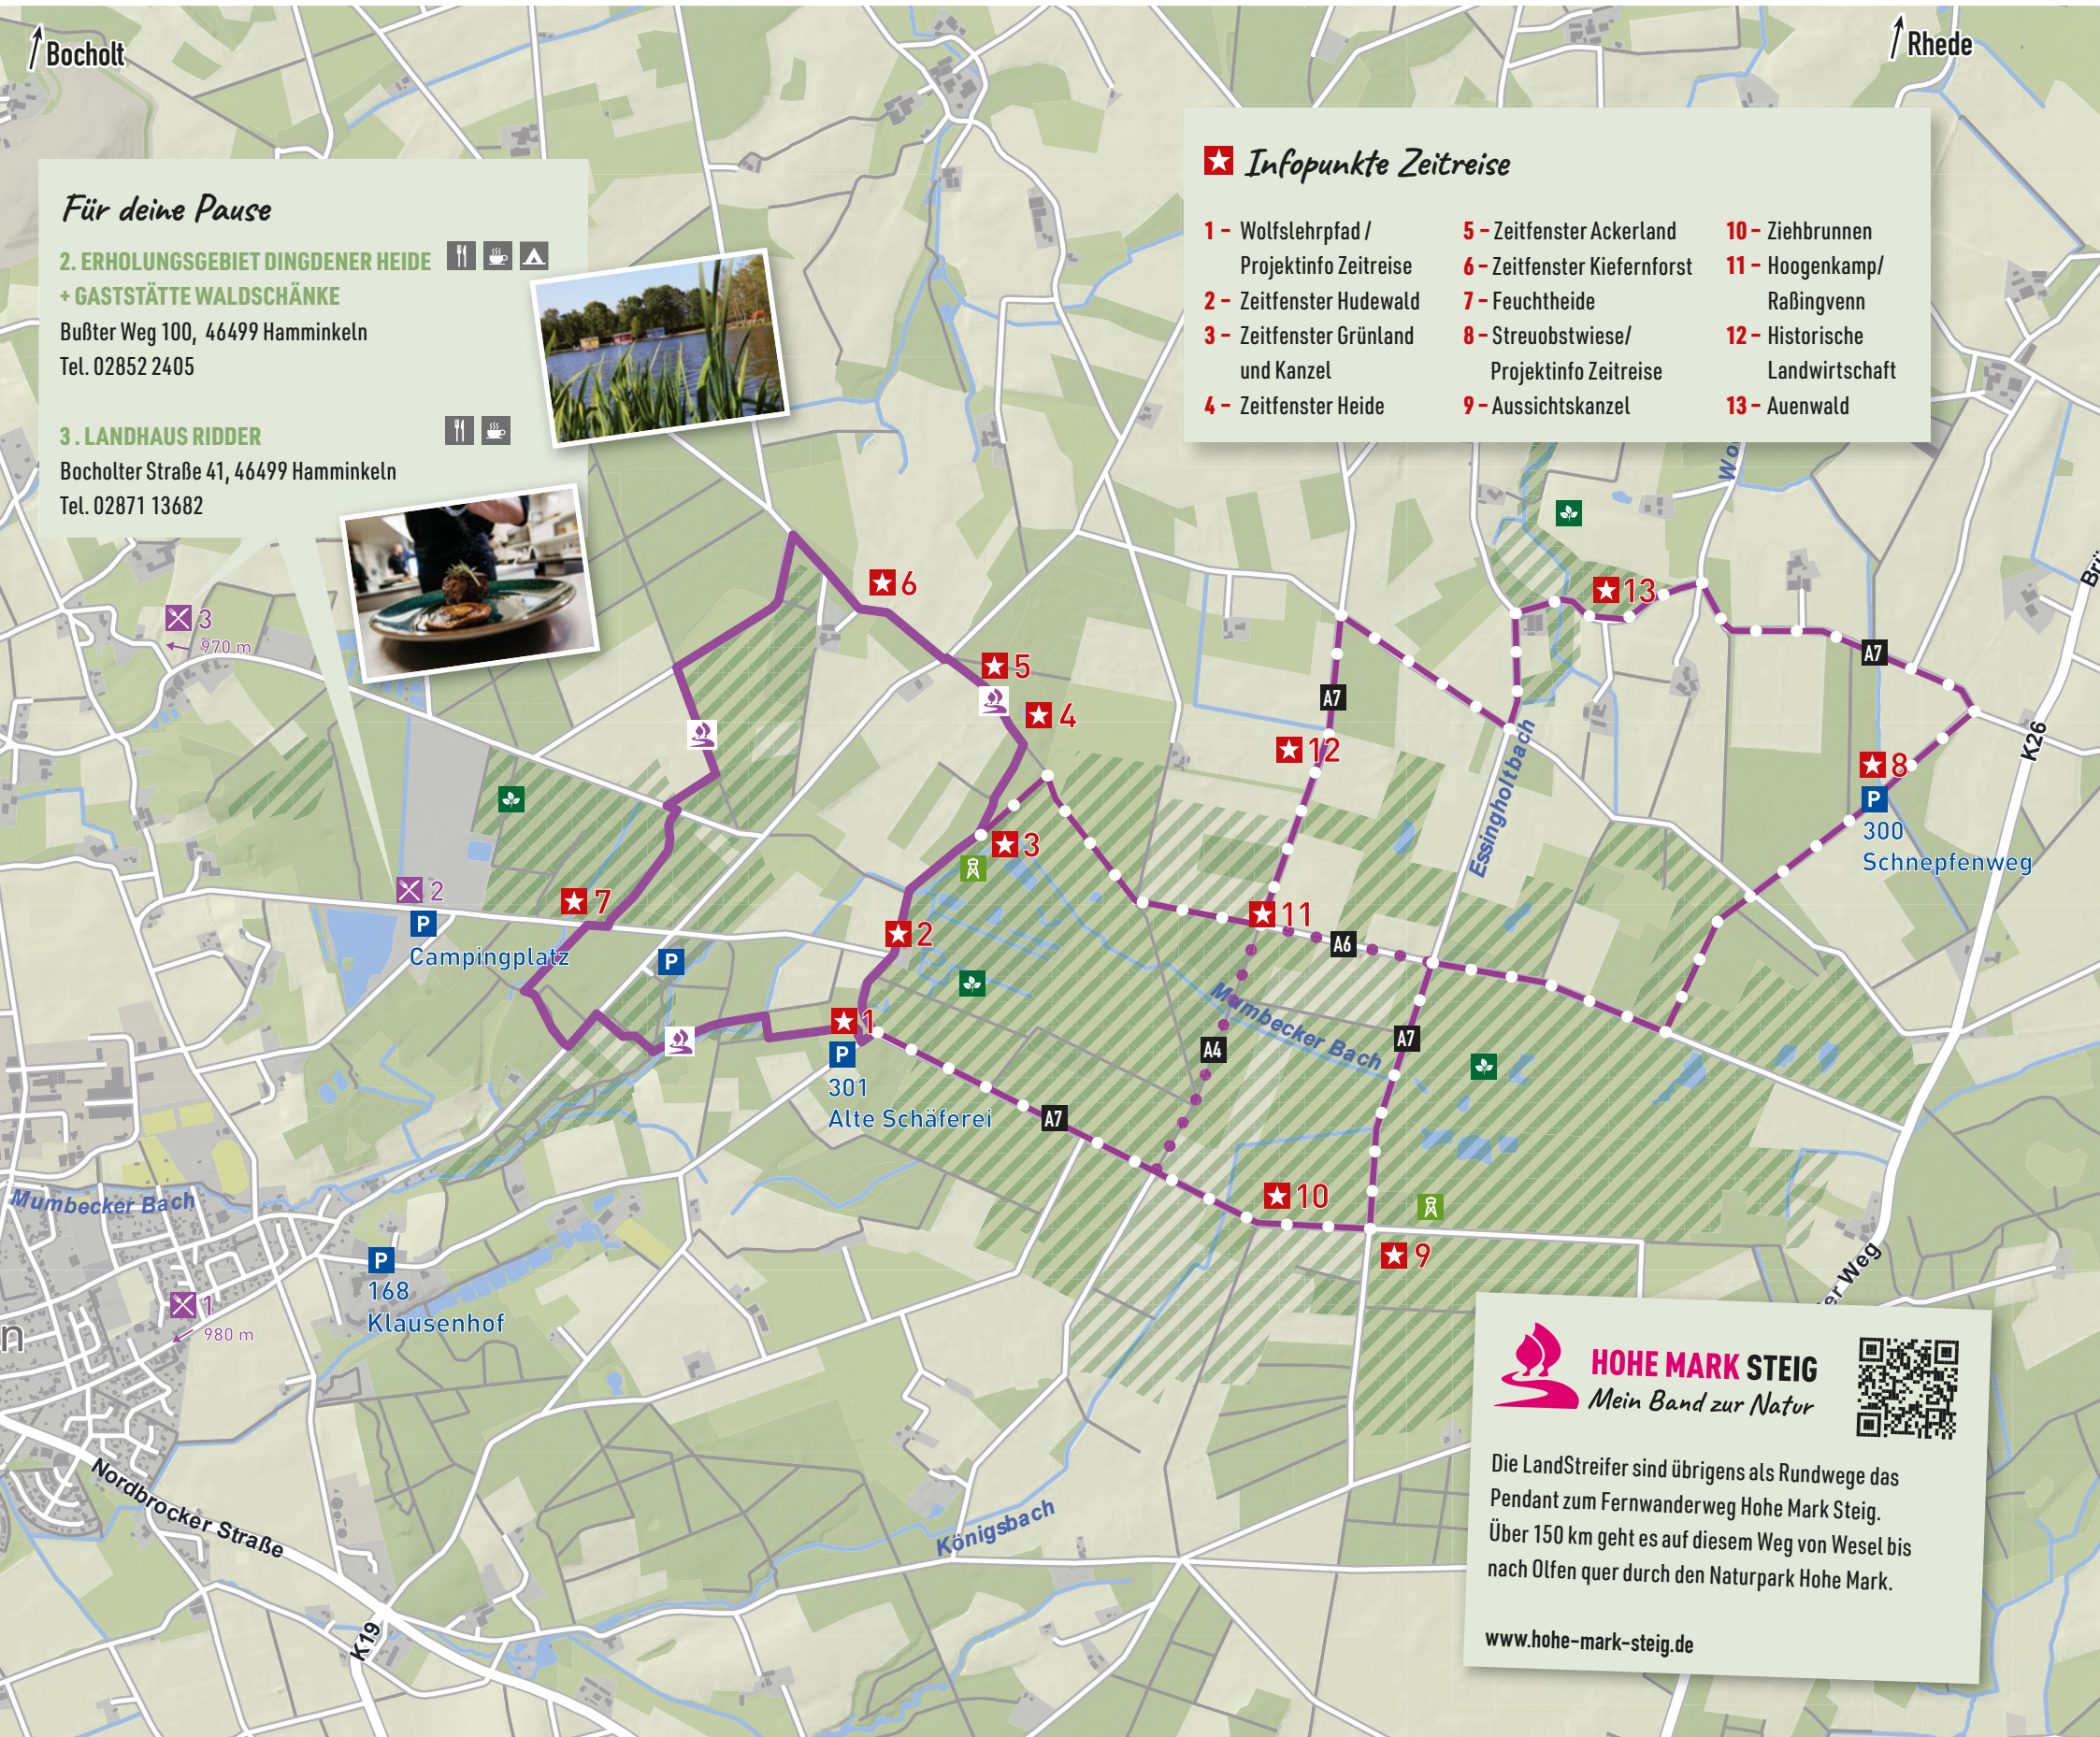 Bocholt
Rhede
Für deine Pause
2. ERHOLUNGSGEBIET DINGDENER HEIDE
+ GASTSTÄTTE WALDSCHÄNKE
Bußter Weg 100, 46499 Hamminkeln
Tel. 02852 2405
3 . LANDHAUS RIDDER
Bocholter Straße 41, 46499 Hamminkeln
Tel. 02871 13682
Infopunkte Zeitreise
1 – Wolfslehrpfad /
Projektinfo Zeitreise
2 – Zeitfenster Hudewald
3 – Zeitfenster Grünland
und Kanzel
4 – Zeitfenster Heide
5 – Zeitfenster Ackerland
6 – Zeitfenster Kiefernforst
7 – Feuchtheide
8 – Streuobstwiese/
Projektinfo Zeitreise
9 – Aussichtskanzel
10 – Ziehbrunnen
11 – Hoogenkamp/
Raßingvenn
12 – Historische
Landwirtschaft
13 – Auenwald
6
13
3
970 m
5
A7
4
A7
K26
12
8
P
300
Schnepfenweg
Essingholtbach
3
2
P
Campingplatz
7
11
2
A6
P
Mumbecker Bach
1
P
301
Alte Schäferei
A4
A7
A7
Mumbecker Bach
10
9
P
168
Klausenhof
1
980 m
n
er Weg
Nordbrocker Straße
Königsbach
K19
HOHE MARK STEIG
Mein Band zur Natur
Die LandStreifer sind übrigens als Rundwege das
Pendant zum Fernwanderweg Hohe Mark Steig.
Über 150 km geht es auf diesem Weg von Wesel bis
nach Olfen quer durch den Naturpark Hohe Mark.
www.hohe-mark-steig.de